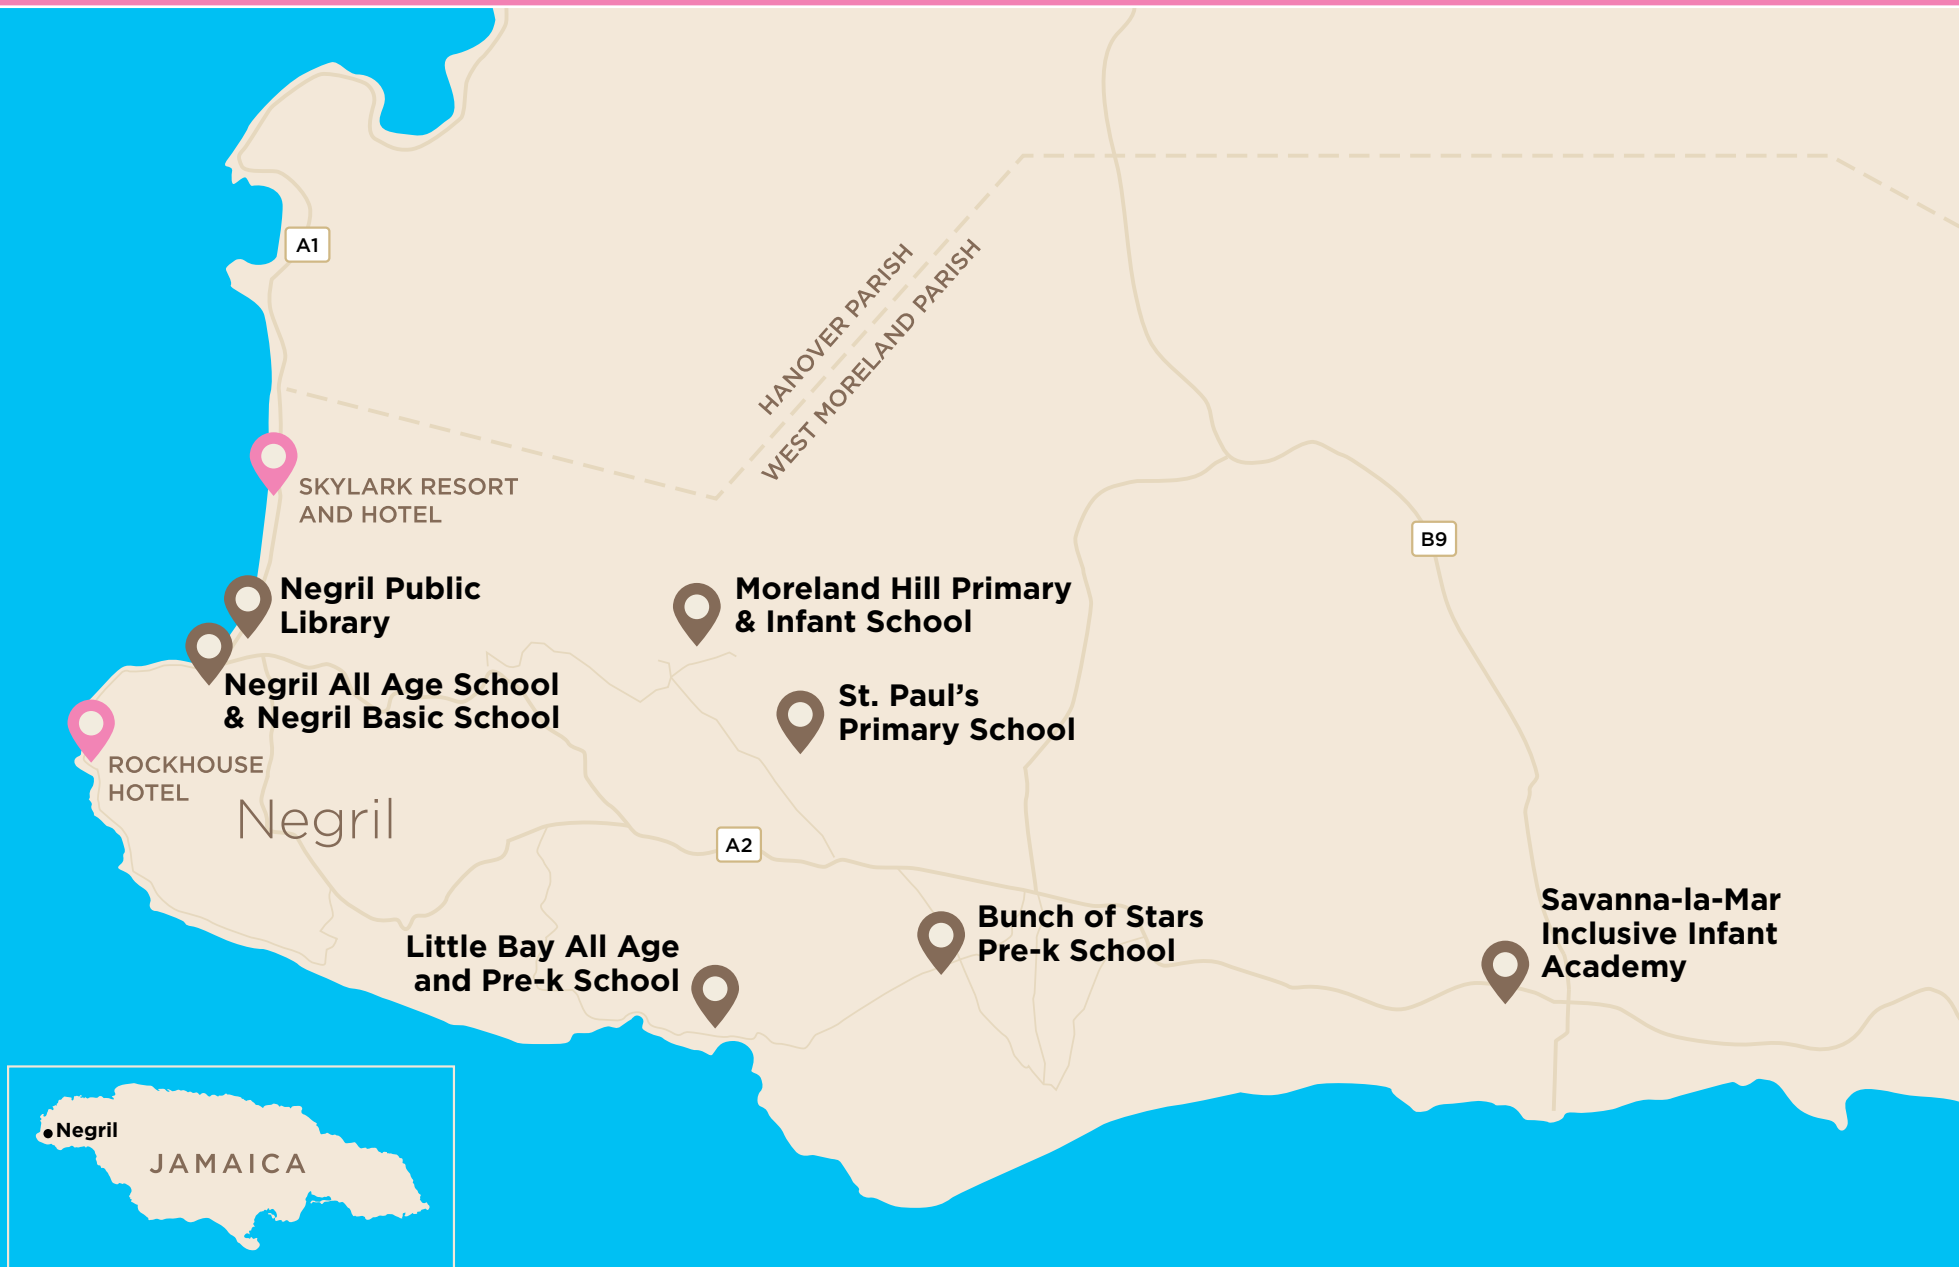 A1
HANOVER PARISH
WEST MORELAND PARISH
SKYLARK RESORT
AND HOTEL
B9
Negril Public
Library
Moreland Hill Primary
& Infant School
Negril All Age School
& Negril Basic School
St. Paul’s
Primary School
ROCKHOUSE
HOTEL
Negril
A2
Savanna-la-Mar
Inclusive Infant
Academy
Bunch of Stars
Pre-k School
Little Bay All Age
and Pre-k School
Negril
JAMAICA